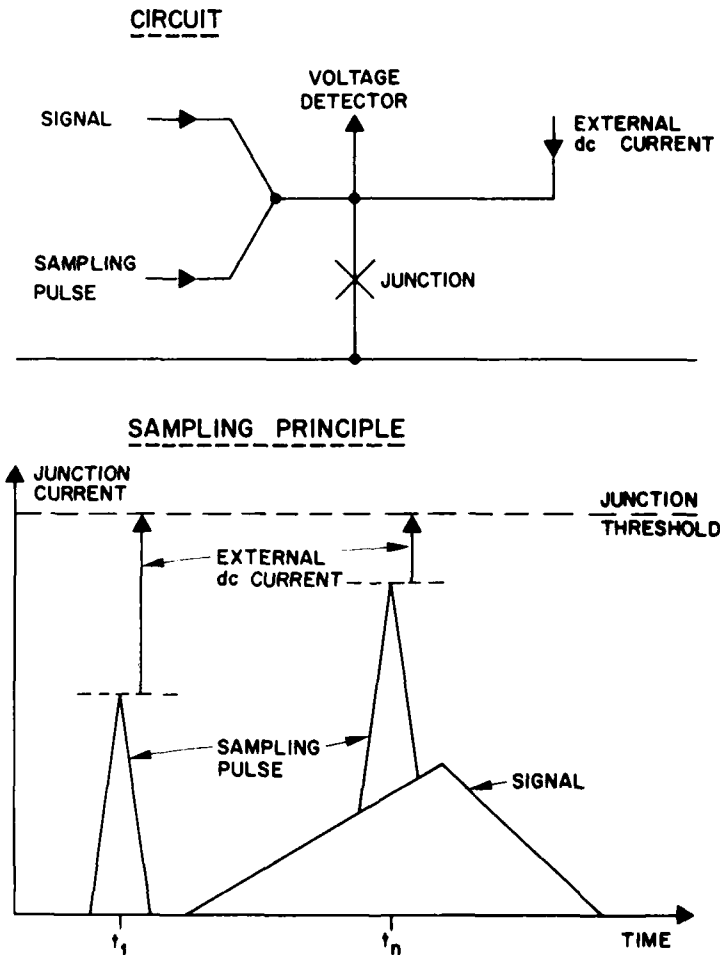 CIRCUIT
VOLTAGE
DETECTOR
SIGNAL
EXTERNAL
dc CURRENT
SAMPLING
PULSE
JUNCTION
SAMPLING PRINCIPLE
JUNCTION
CURRENT
JUNCTION
THRESHOLD
EXTERNAL
dc CURRENT
SAMPLING
PULSE
SIGNAL
t1
tn
TIME